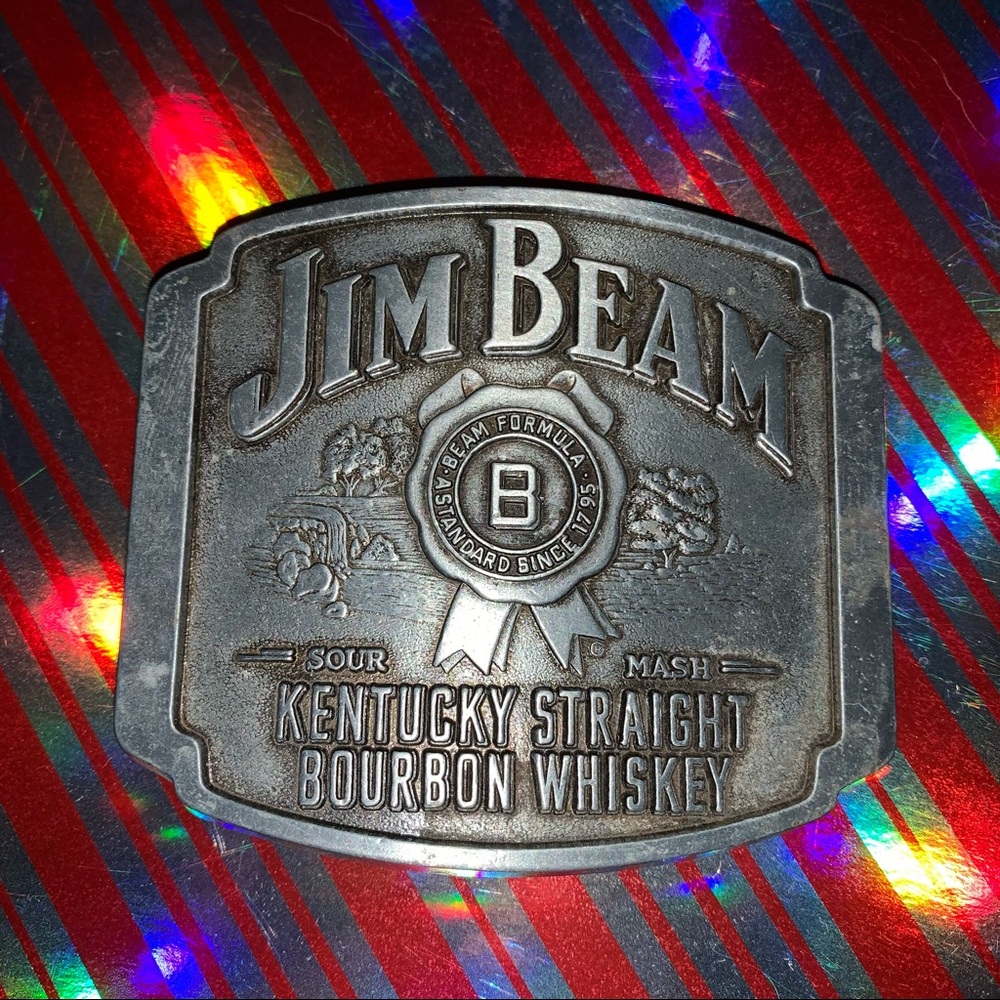 JIM BEAM
BEAM FORMULA
B
A STANDARD SINCE 1795
©
SOUR MASH
KENTUCKY STRAIGHT
BOURBON WHISKEY